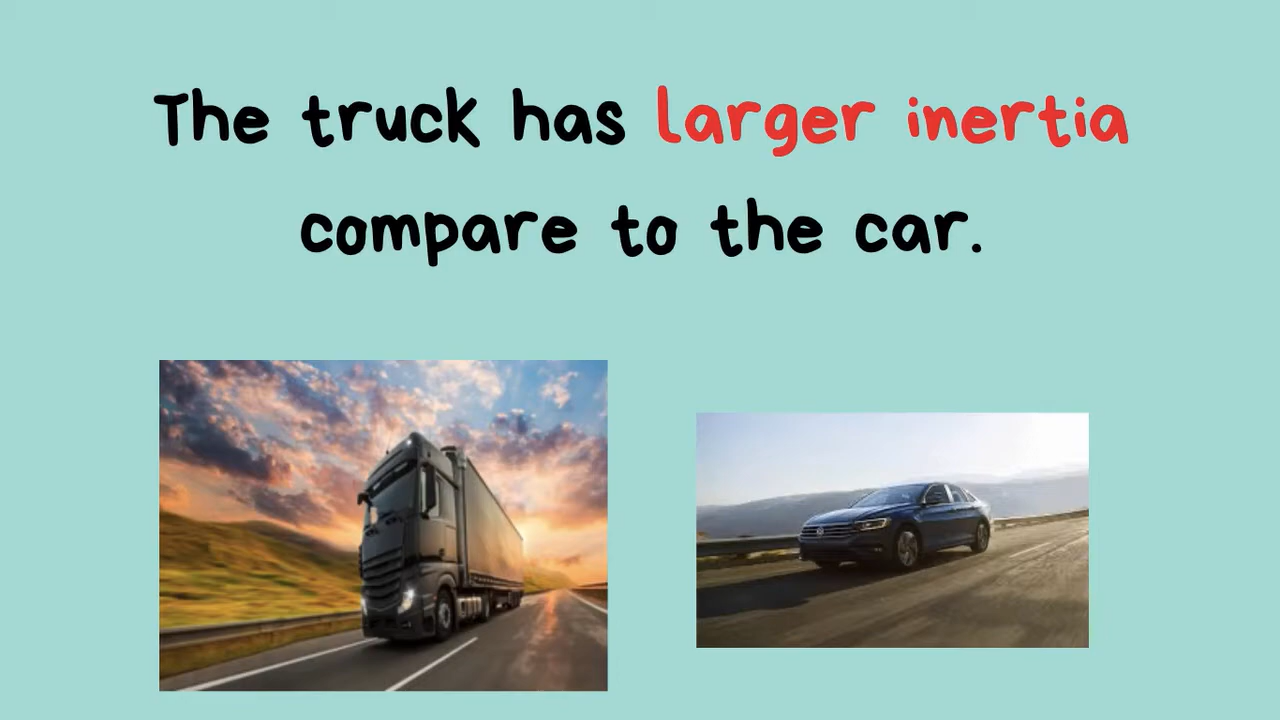 The truck has larger inertia
compare to the car.